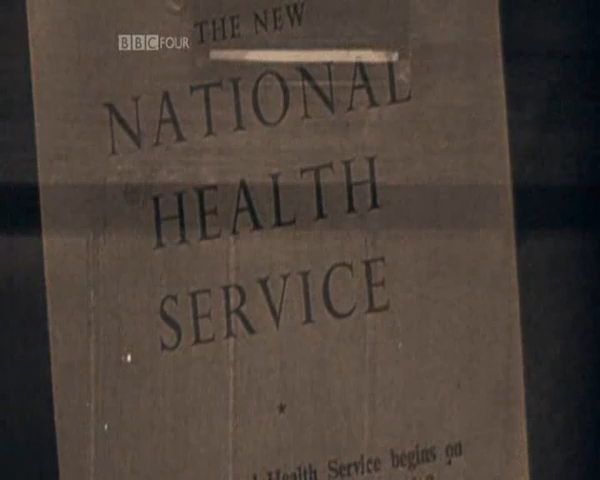 BBC FOUR
THE NEW
NATIONAL
HEALTH
SERVICE
*
Health Service begins on